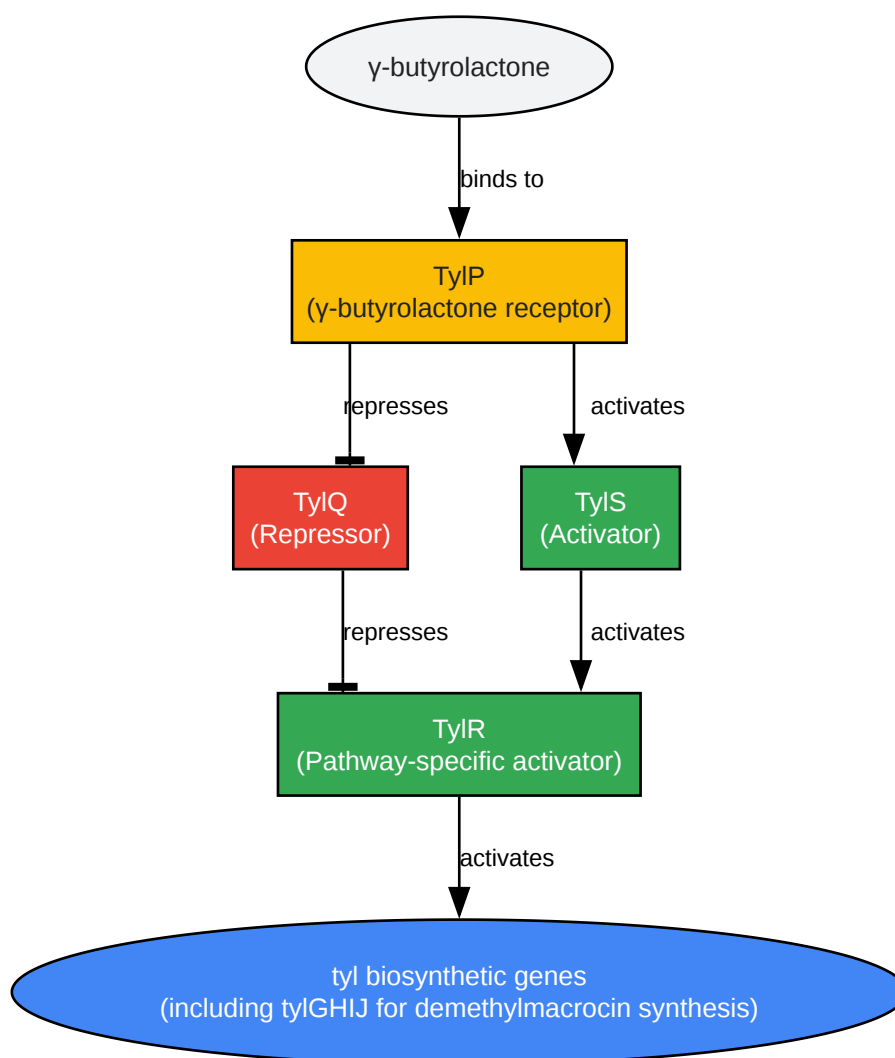 γ-butyrolactone
binds to
TylP
(γ-butyrolactone receptor)
represses
activates
TylQ
(Repressor)
TylS
(Activator)
represses
activates
TylR
(Pathway-specific activator)
activates
tyl biosynthetic genes
(including tylGHIJ for demethylmacrocin synthesis)